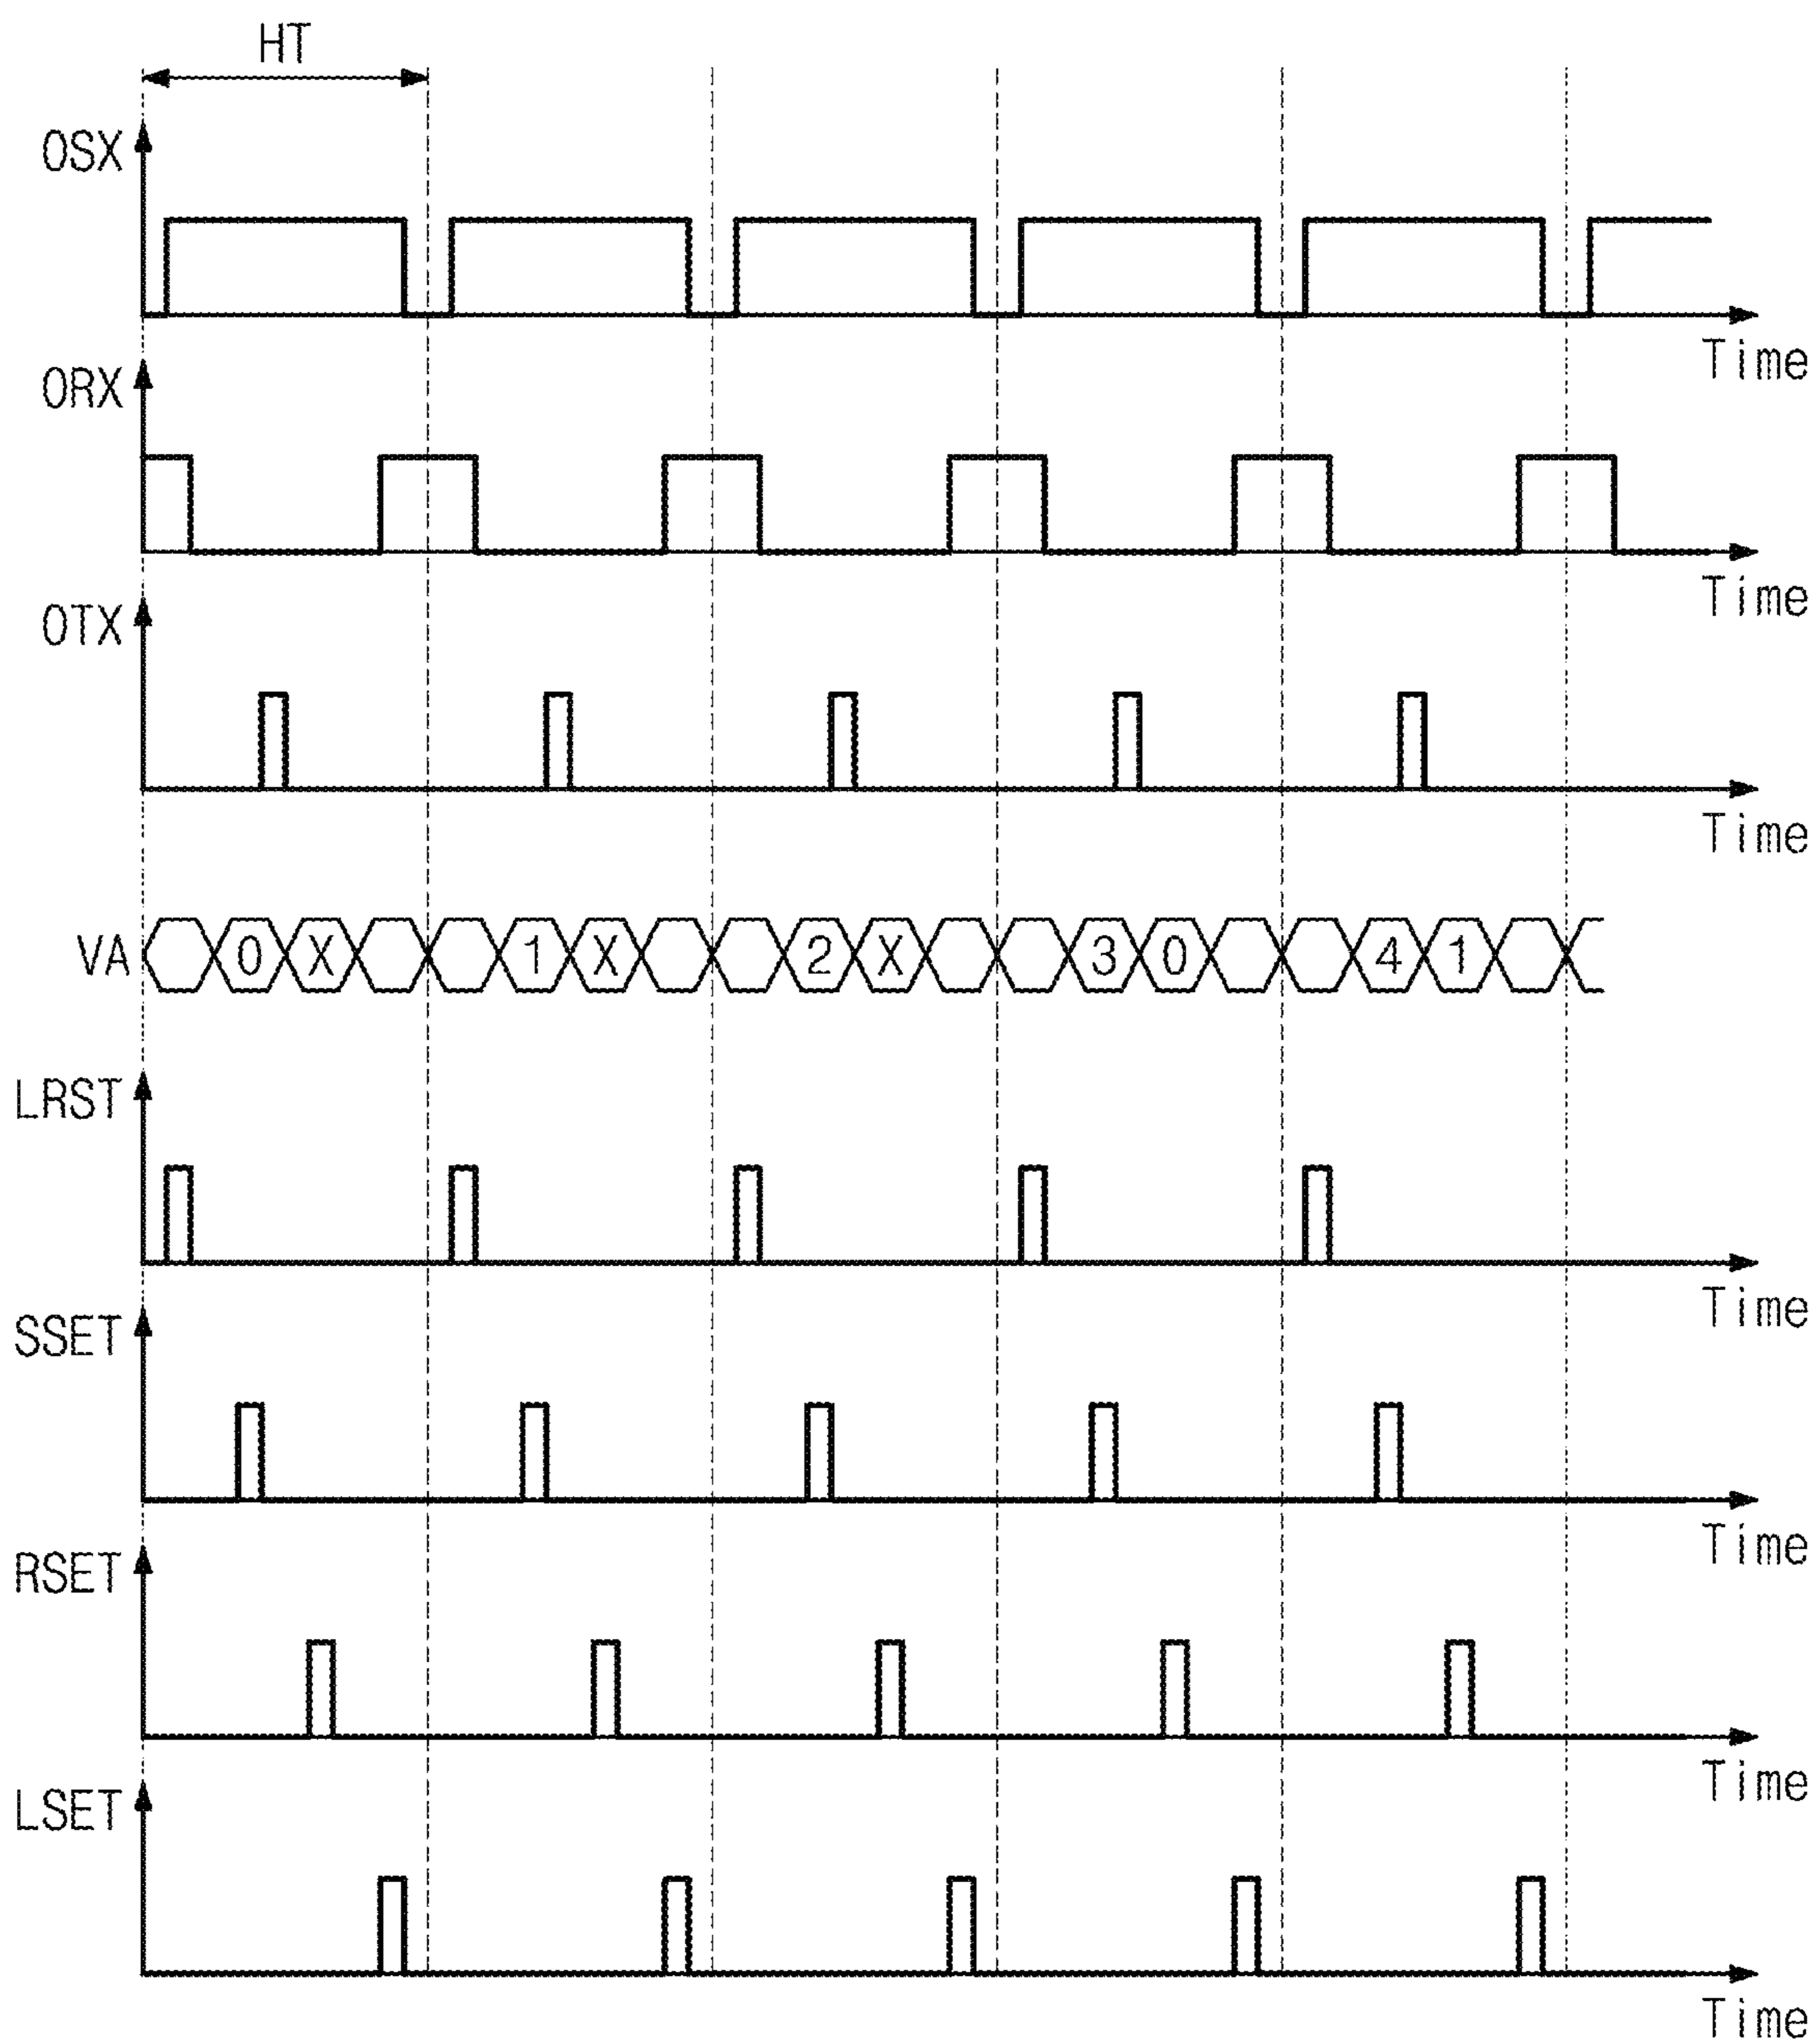 HT
OSX
Time
ORX
Time
OTX
Time
VA 0 X 1 X 2 X 3 0 4 1
LRST
Time
SSET
Time
RSET
Time
LSET
Time